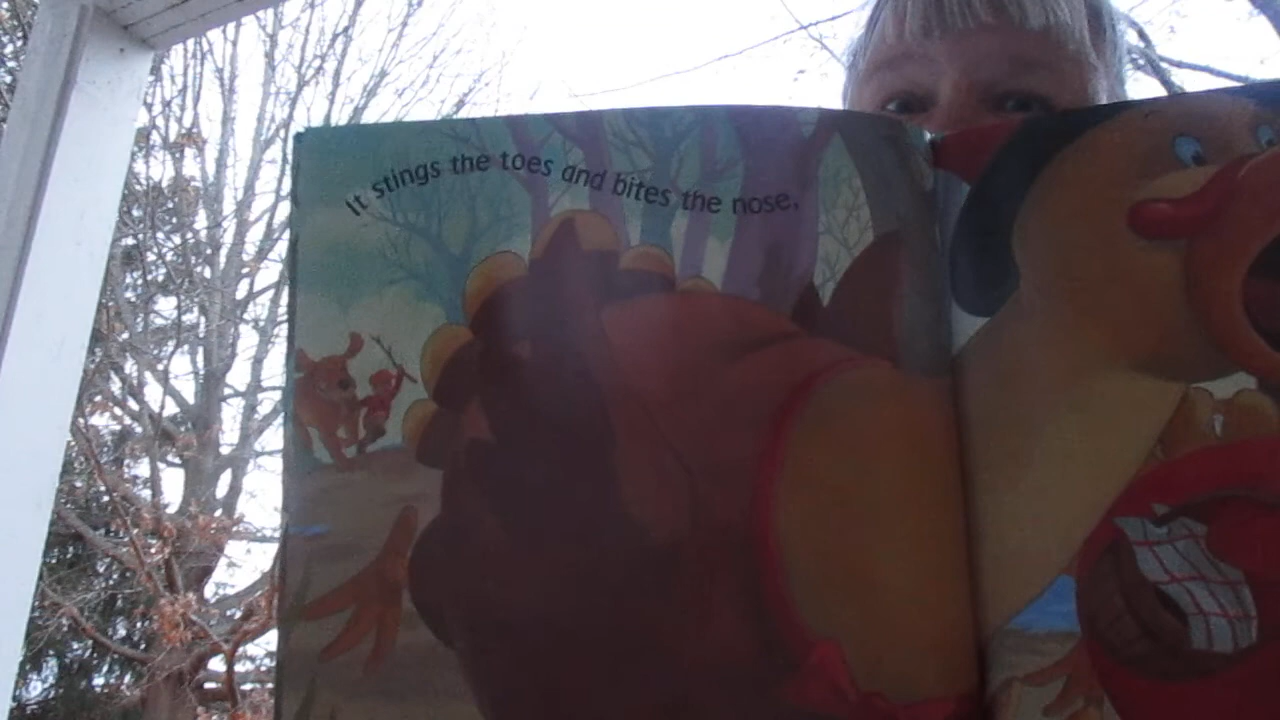 It stings the toes and bites the nose,